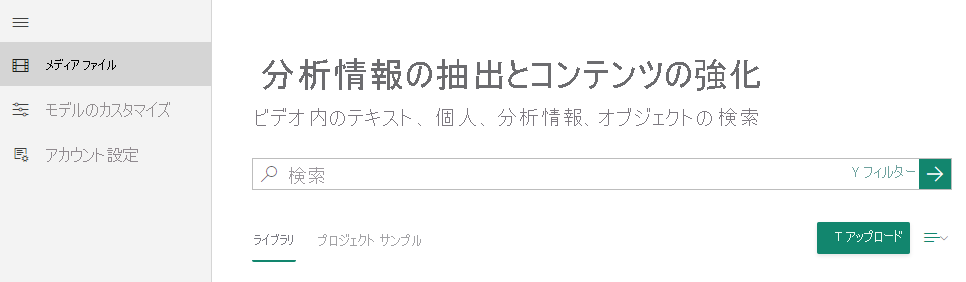 メディア ファイル
モデルのカスタマイズ
アカウント設定
分析情報の抽出とコンテンツの強化
ビデオ内のテキスト、個人、分析情報、オブジェクトの検索
検索
Y フィルター
ライブラリ
プロジェクト サンプル
T アップロード